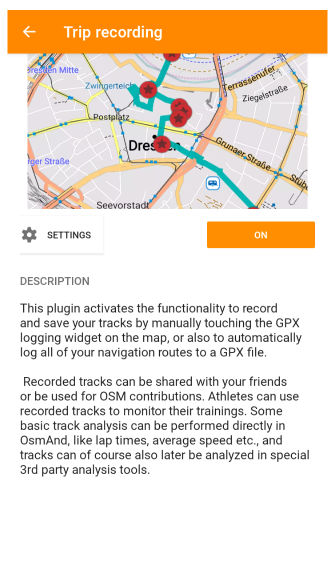 Trip recording
Dresden Mitte
Terrassenufer
Zwingerteich
Ziegelstraße
Postplatz
Dresden
Grunaer Straße
rger Straße
Seevorstadt
SETTINGS
ON
DESCRIPTION
This plugin activates the functionality to record
and save your tracks by manually touching the GPX
logging widget on the map, or also to automatically
log all of your navigation routes to a GPX file.
Recorded tracks can be shared with your friends
or be used for OSM contributions. Athletes can use
recorded tracks to monitor their trainings. Some
basic track analysis can be performed directly in
OsmAnd, like lap times, average speed etc., and
tracks can of course also later be analyzed in special
3rd party analysis tools.